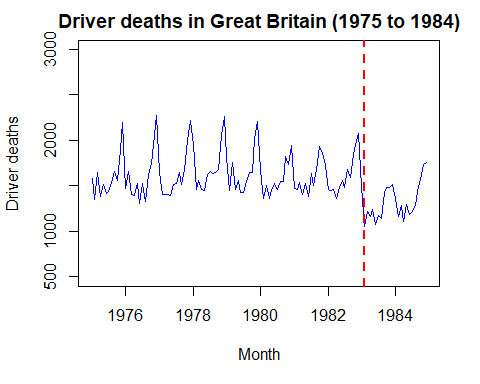 Driver deaths in Great Britain (1975 to 1984)
Driver deaths
3000
2000
1000
500
1976 1978 1980 1982 1984
Month